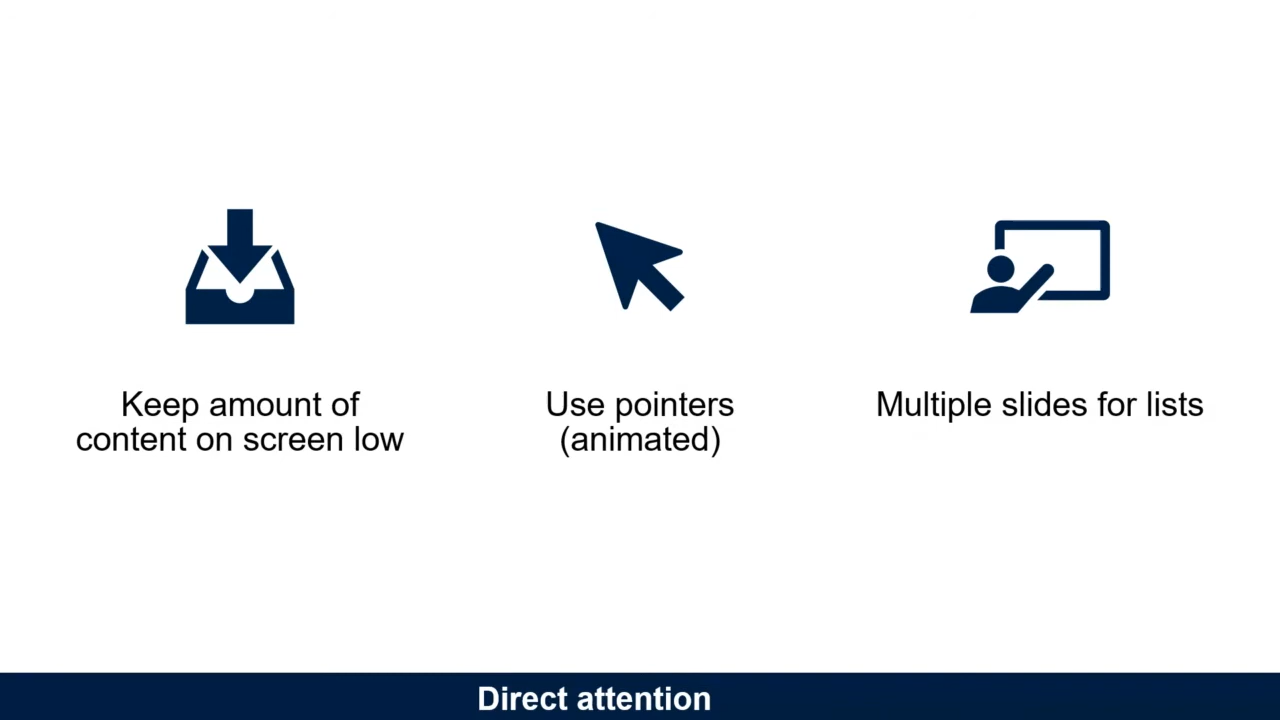 Keep amount of
content on screen low
Use pointers
(animated)
Multiple slides for lists
Direct attention